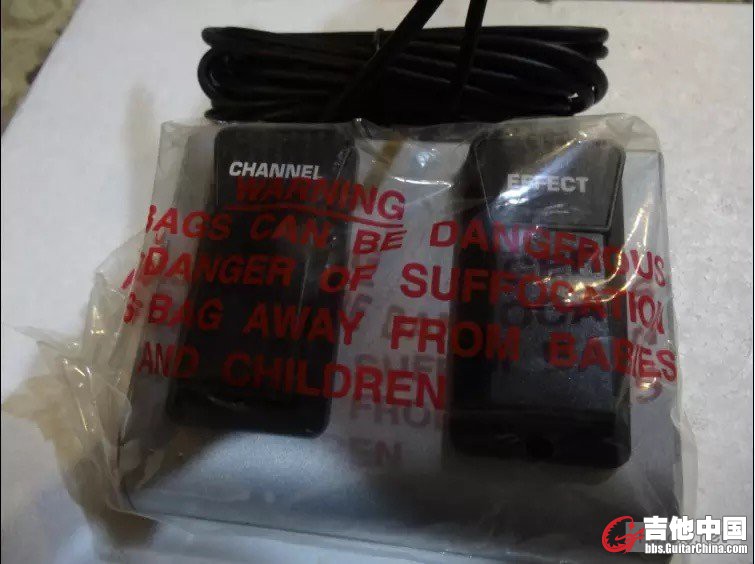 CHANNEL
EFFECT
WARNING
BAGS CAN BE DANGEROUS
DANGER OF SUFFOCATION
BAG AWAY FROM BABIES
AND CHILDREN
吉他中国
bbs.GuitarChina.com